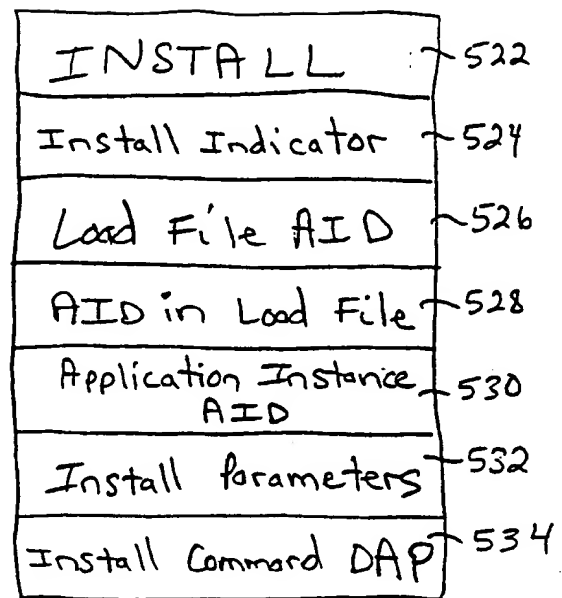 INSTALL 522
Install Indicator 524
Load File AID 526
AID in Load File 528
Application Instance 530
AID
Install Parameters 532
Install Command DAP 534